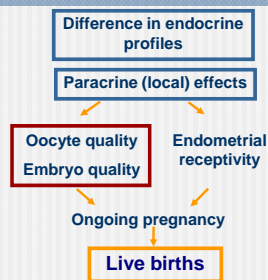 Difference in endocrine
profiles
Paracrine (local) effects
Oocyte quality
Embryo quality
Endometrial
receptivity
Ongoing pregnancy
Live births